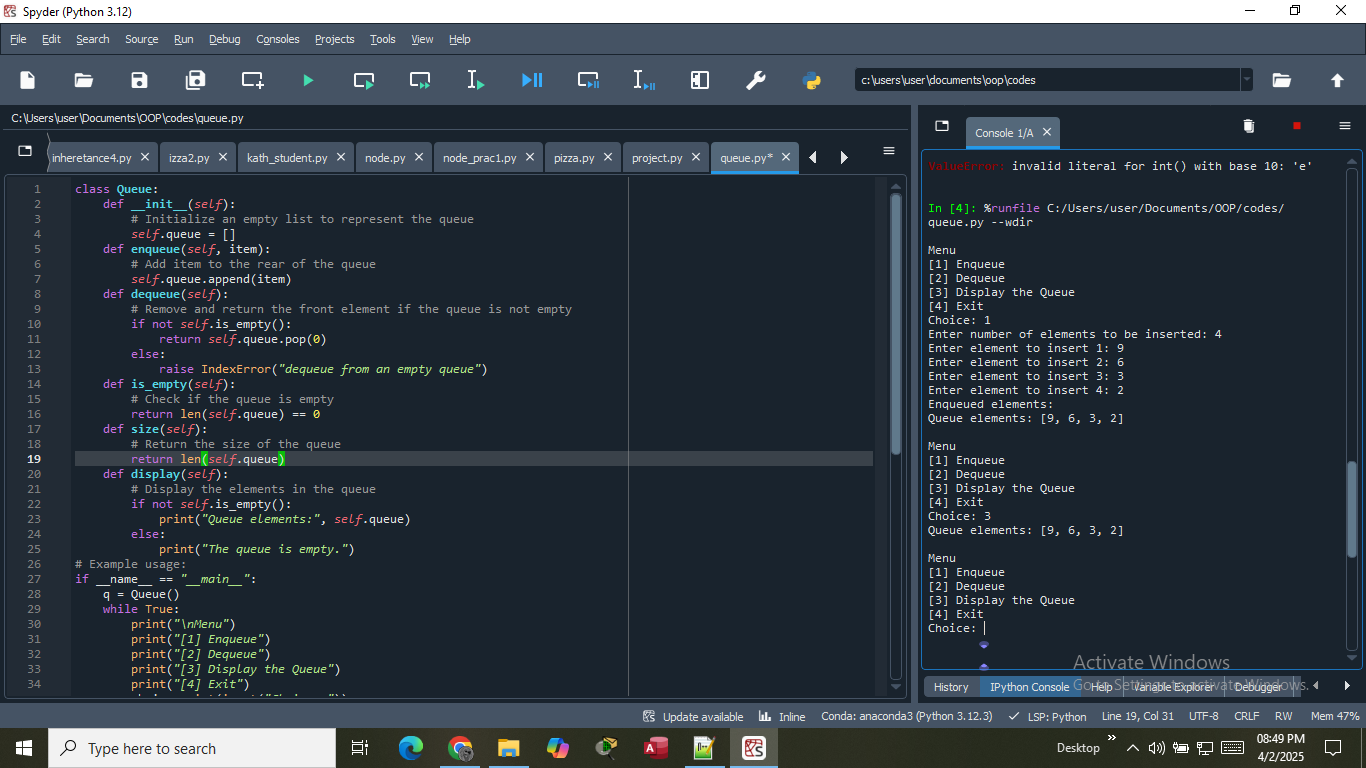 Spyder (Python 3.12)
File Edit Search Source Run Debug Consoles Projects Tools View Help
c:\users\user\documents\oop\codes
C:\Users\user\Documents\OOP\codes\queue.py
inheretance4.py izza2.py kath_student.py node.py node_prac1.py pizza.py project.py queue.py*
1 class Queue:
2     def __init__(self):
3         # Initialize an empty list to represent the queue
4         self.queue = []
5     def enqueue(self, item):
6         # Add item to the rear of the queue
7         self.queue.append(item)
8     def dequeue(self):
9         # Remove and return the front element if the queue is not empty
10         if not self.is_empty():
11             return self.queue.pop(0)
12         else:
13             raise IndexError("dequeue from an empty queue")
14     def is_empty(self):
15         # Check if the queue is empty
16         return len(self.queue) == 0
17     def size(self):
18         # Return the size of the queue
19         return len(self.queue)
20     def display(self):
21         # Display the elements in the queue
22         if not self.is_empty():
23             print("Queue elements:", self.queue)
24         else:
25             print("The queue is empty.")
26 # Example usage:
27 if __name__ == "__main__":
28     q = Queue()
29     while True:
30         print("\nMenu")
31         print("[1] Enqueue")
32         print("[2] Dequeue")
33         print("[3] Display the Queue")
34         print("[4] Exit")
Console 1/A
ValueError: invalid literal for int() with base 10: 'e'
In [4]: %runfile C:/Users/user/Documents/OOP/codes/
queue.py --wdir
Menu
[1] Enqueue
[2] Dequeue
[3] Display the Queue
[4] Exit
Choice: 1
Enter number of elements to be inserted: 4
Enter element to insert 1: 9
Enter element to insert 2: 6
Enter element to insert 3: 3
Enter element to insert 4: 2
Enqueued elements:
Queue elements: [9, 6, 3, 2]
Menu
[1] Enqueue
[2] Dequeue
[3] Display the Queue
[4] Exit
Choice: 3
Queue elements: [9, 6, 3, 2]
Menu
[1] Enqueue
[2] Dequeue
[3] Display the Queue
[4] Exit
Choice:
Activate Windows
Go to Settings to activate Windows.
History IPython Console Help Variable Explorer Debugger
Update available Inline Conda: anaconda3 (Python 3.12.3) LSP: Python Line 19, Col 31 UTF-8 CRLF RW Mem 47%
Type here to search
Desktop
08:49 PM
4/2/2025